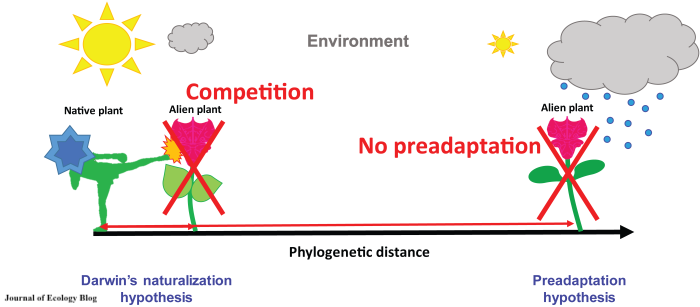 Environment
Competition
Native plant
Alien plant
Alien plant
No preadaptation
Phylogenetic distance
Darwin's naturalization
hypothesis
Preadaptation
hypothesis
Journal of Ecology Blog